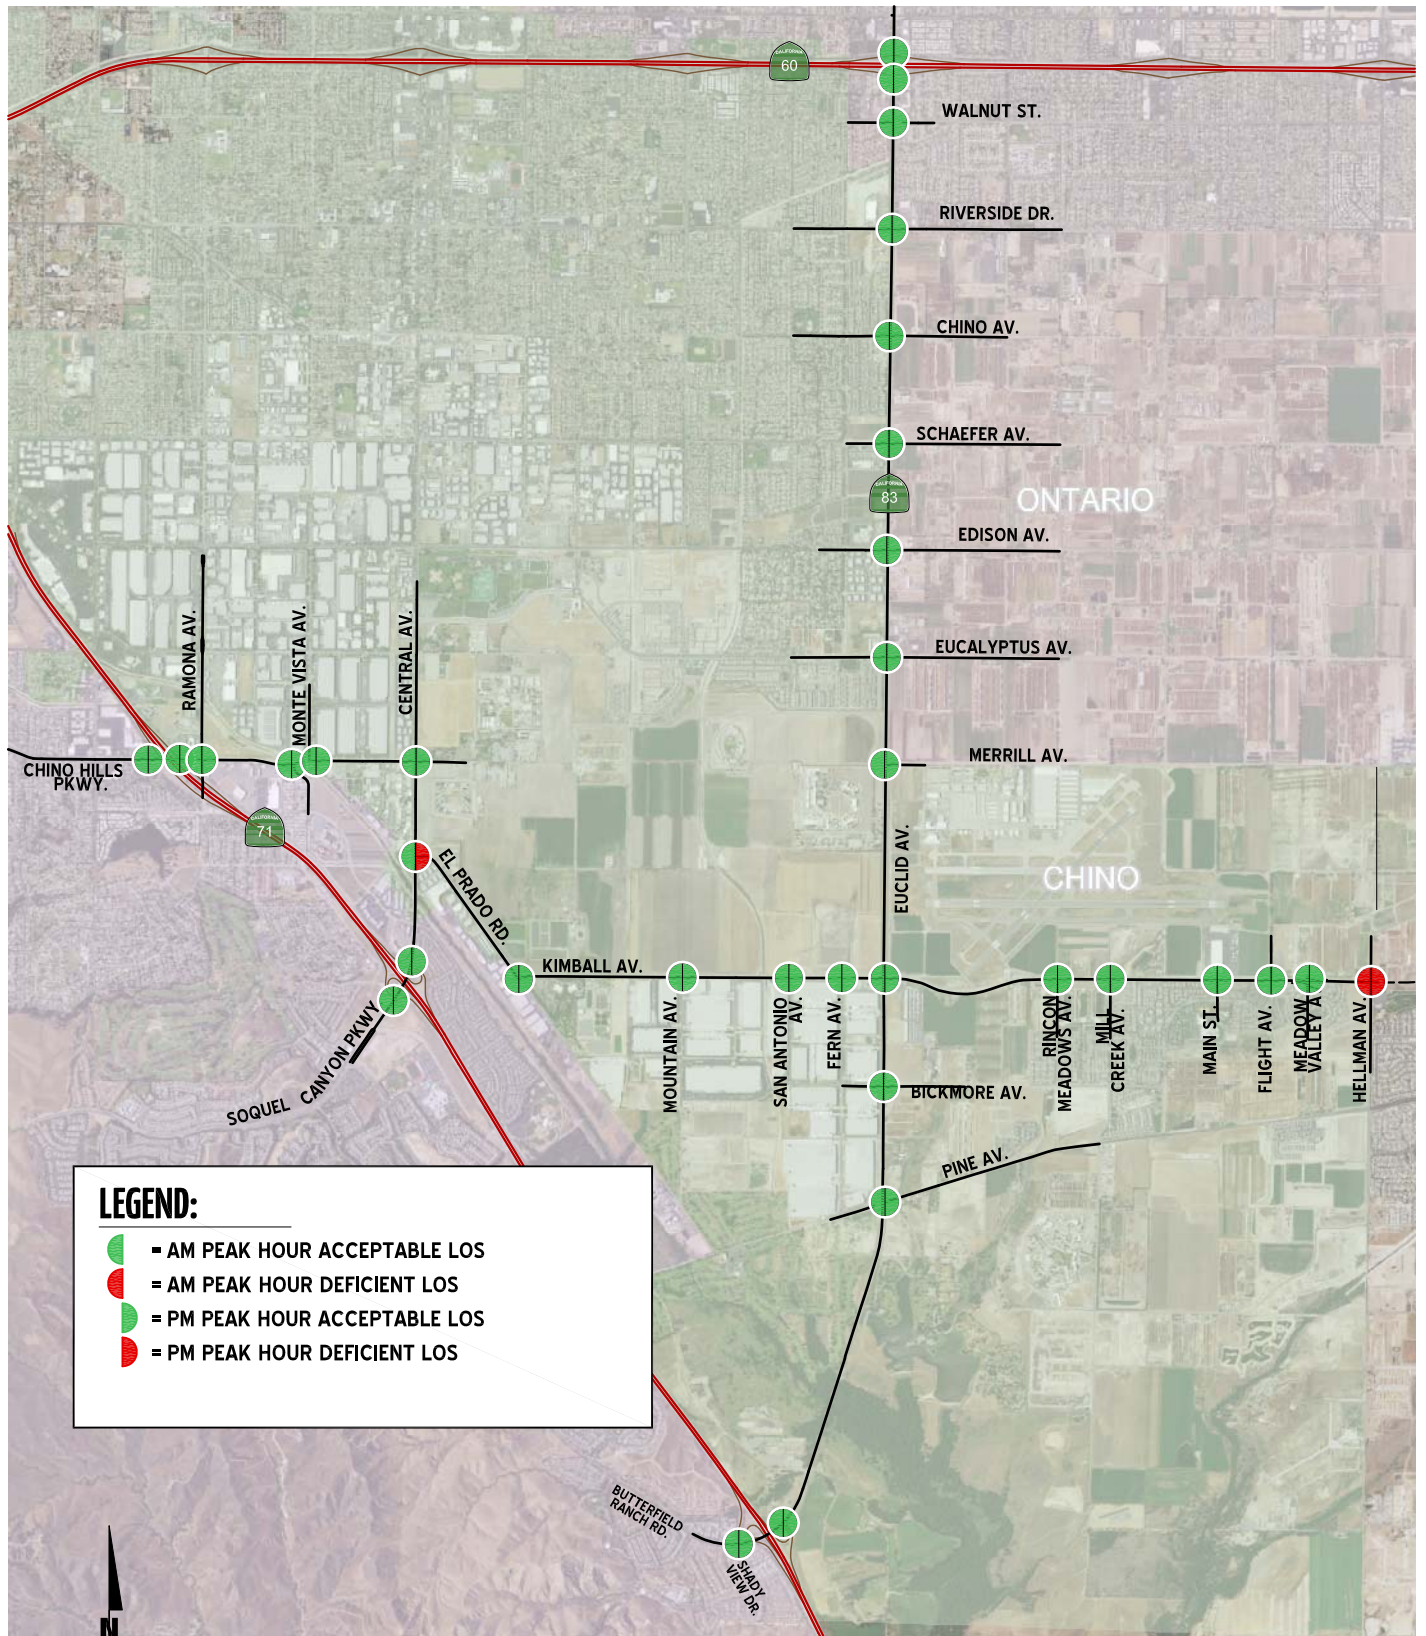 CALIFORNIA
60
WALNUT ST.
RIVERSIDE DR.
CHINO AV.
SCHAEFER AV.
CALIFORNIA
83
ONTARIO
EDISON AV.
EUCALYPTUS AV.
RAMONA AV.
MONTE VISTA AV.
CENTRAL AV.
MERRILL AV.
CHINO HILLS
PKWY.
CALIFORNIA
71
EL PRADO RD.
EUCLID AV.
CHINO
KIMBALL AV.
SOQUEL CANYON PKWY
MOUNTAIN AV.
SAN ANTONIO
AV.
FERN AV.
RINCON
MEADOWS AV.
MILL
CREEK AV.
MAIN ST.
FLIGHT AV.
MEADOW
VALLEY A.
HELLMAN AV.
BICKMORE AV.
PINE AV.
LEGEND:
= AM PEAK HOUR ACCEPTABLE LOS
= AM PEAK HOUR DEFICIENT LOS
= PM PEAK HOUR ACCEPTABLE LOS
= PM PEAK HOUR DEFICIENT LOS
BUTTERFIELD
RANCH RD.
SHADY
VIEW DR.
N